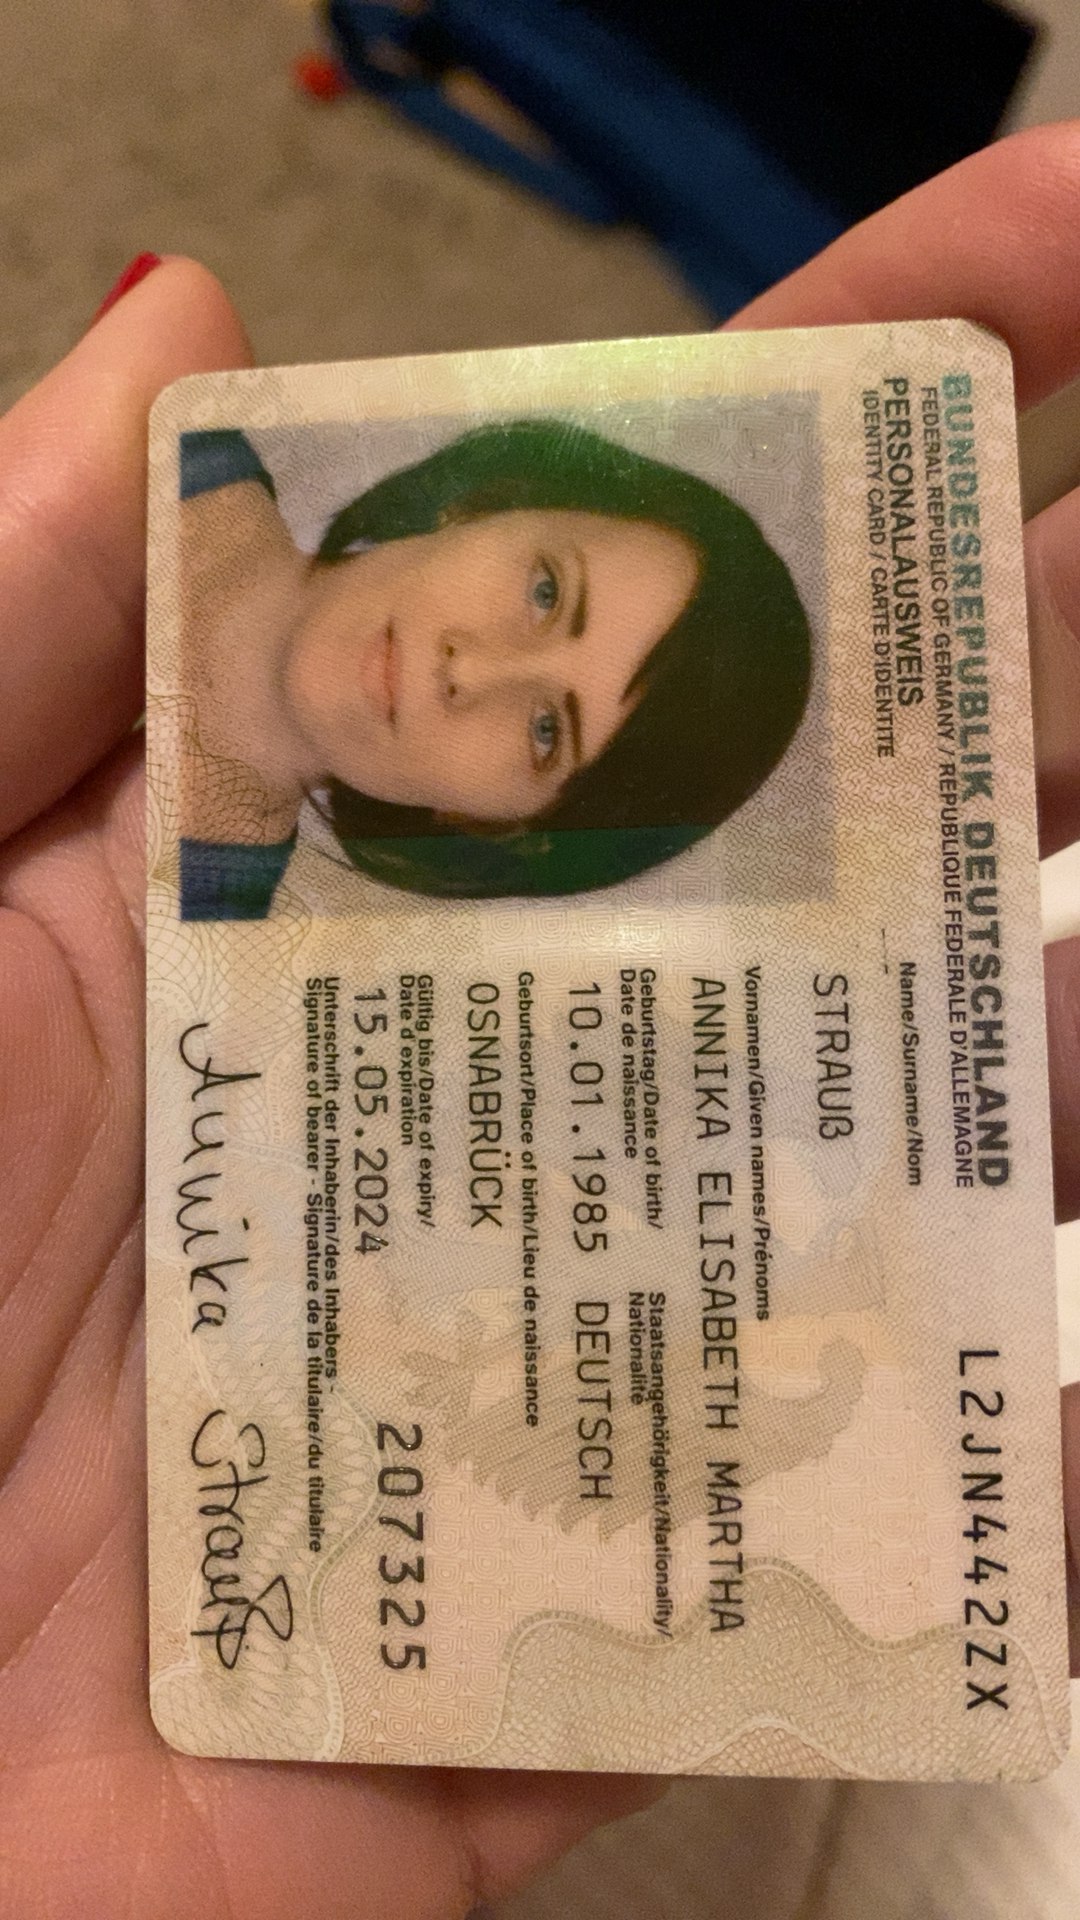 BUNDESREPUBLIK DEUTSCHLAND
FEDERAL REPUBLIC OF GERMANY / REPUBLIQUE FEDERALE D'ALLEMAGNE
PERSONALAUSWEIS
IDENTITY CARD / CARTE D'IDENTITE
L2JN442ZX
Name/Surname/Nom
STRAUß
Vornamen/Given names/Prénoms
ANNIKA ELISABETH MARTHA
Geburtstag/Date of birth/
Date de naissance
Staatsangehörigkeit/Nationality/
Nationalité
10.01.1985 DEUTSCH
Geburtsort/Place of birth/Lieu de naissance
OSNABRÜCK
Gültig bis/Date of expiry/
Date d'expiration
15.05.2024
207325
Unterschrift der Inhaberin/des Inhabers -
Signature of bearer - Signature de la titulaire/du titulaire
Annika Strauß